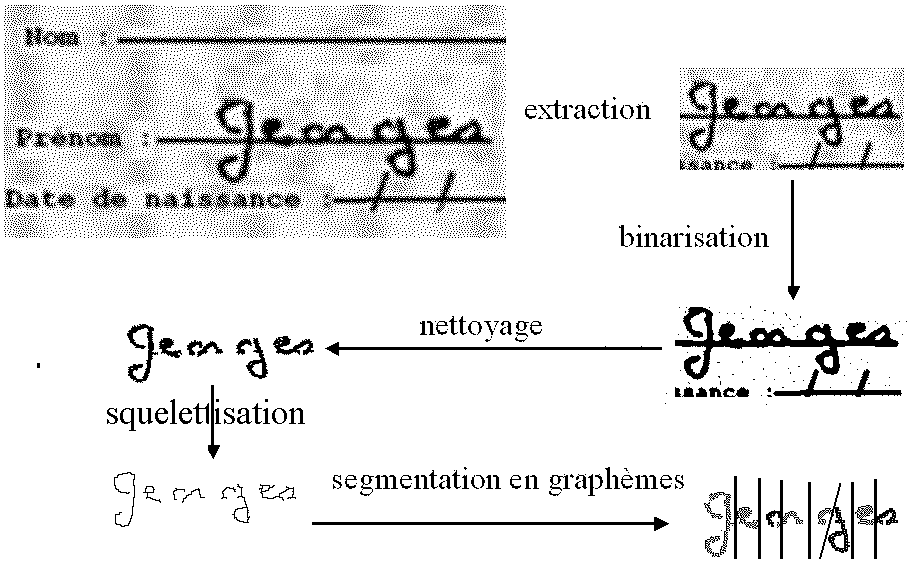 Nom :
Prénom : Georges
Date de naissance : / /
extraction
Georges
issance : / /
binarisation
Georges
ssance : / /
nettoyage
Georges
squelettisation
Georges
segmentation en graphèmes
Georges